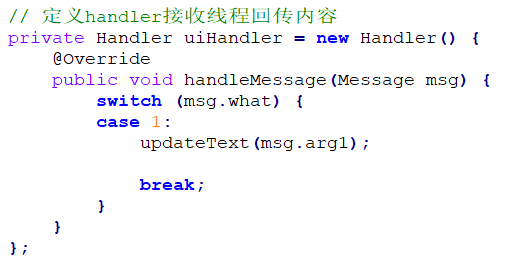 // 定义handler接收线程回传内容
private Handler uiHandler = new Handler() {
    @Override
    public void handleMessage(Message msg) {
        switch (msg.what) {
        case 1:
            updateText(msg.arg1);

            break;
        }
    }
};